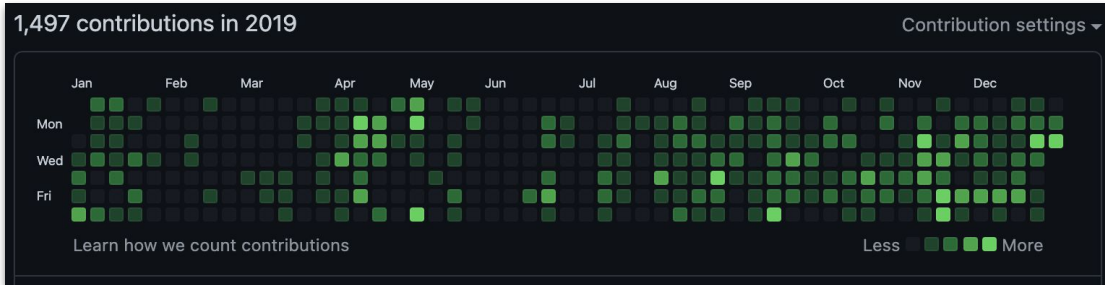 1,497 contributions in 2019
Contribution settings
Jan Feb Mar Apr May Jun Jul Aug Sep Oct Nov Dec
Mon
Wed
Fri
Learn how we count contributions
Less More